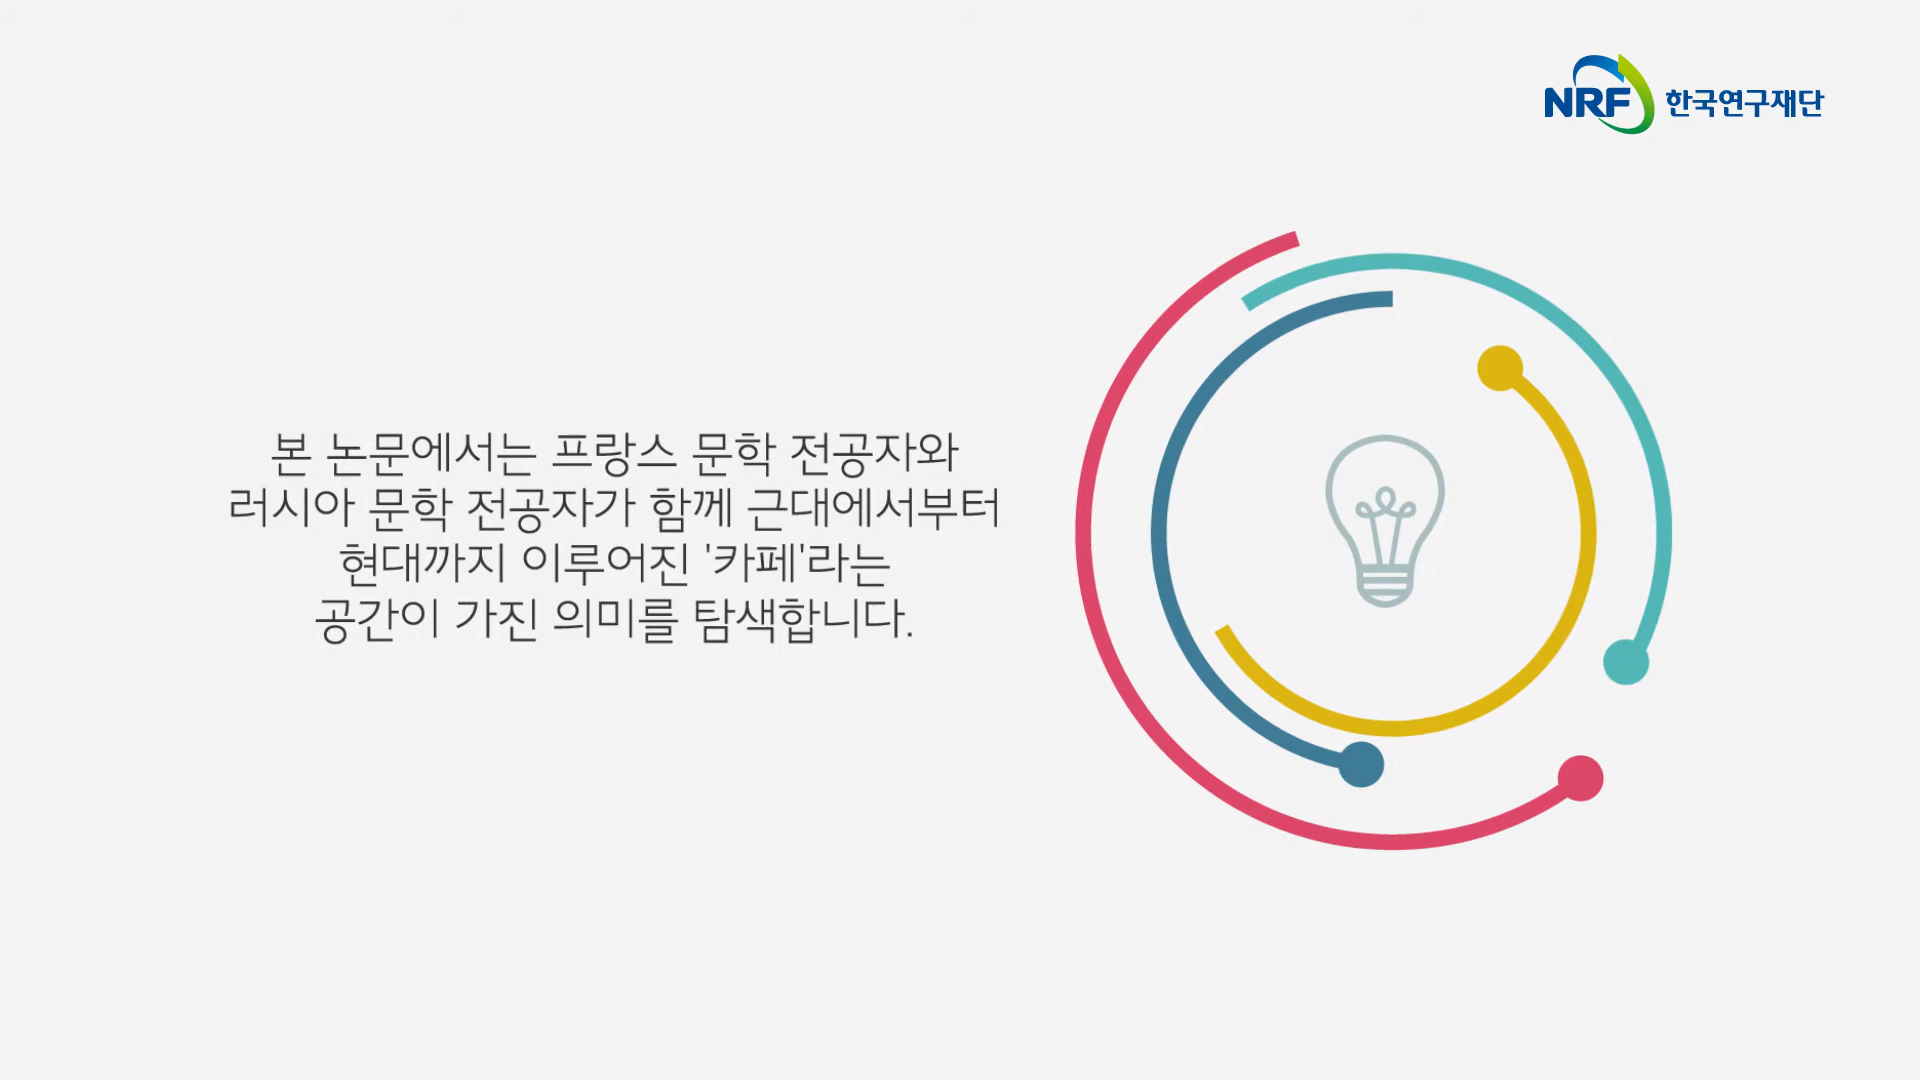 NRF 한국연구재단
본 논문에서는 프랑스 문학 전공자와
러시아 문학 전공자가 함께 근대에서부터
현대까지 이루어진 '카페'라는
공간이 가진 의미를 탐색합니다.